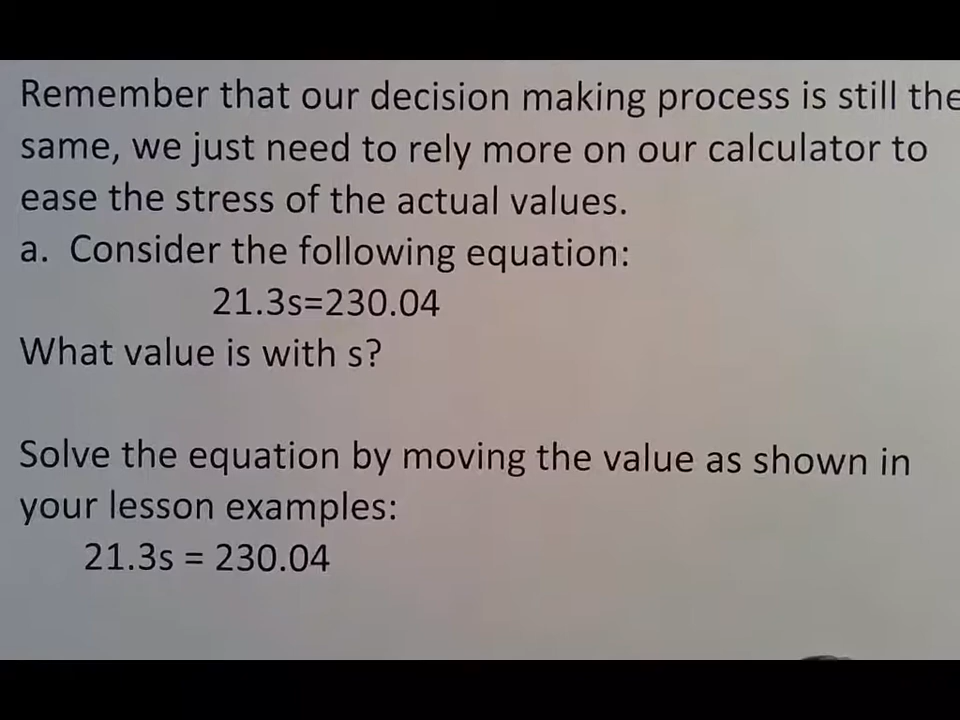 Remember that our decision making process is still the
same, we just need to rely more on our calculator to
ease the stress of the actual values.
a. Consider the following equation:
21.3s=230.04
What value is with s?
Solve the equation by moving the value as shown in
your lesson examples:
21.3s = 230.04